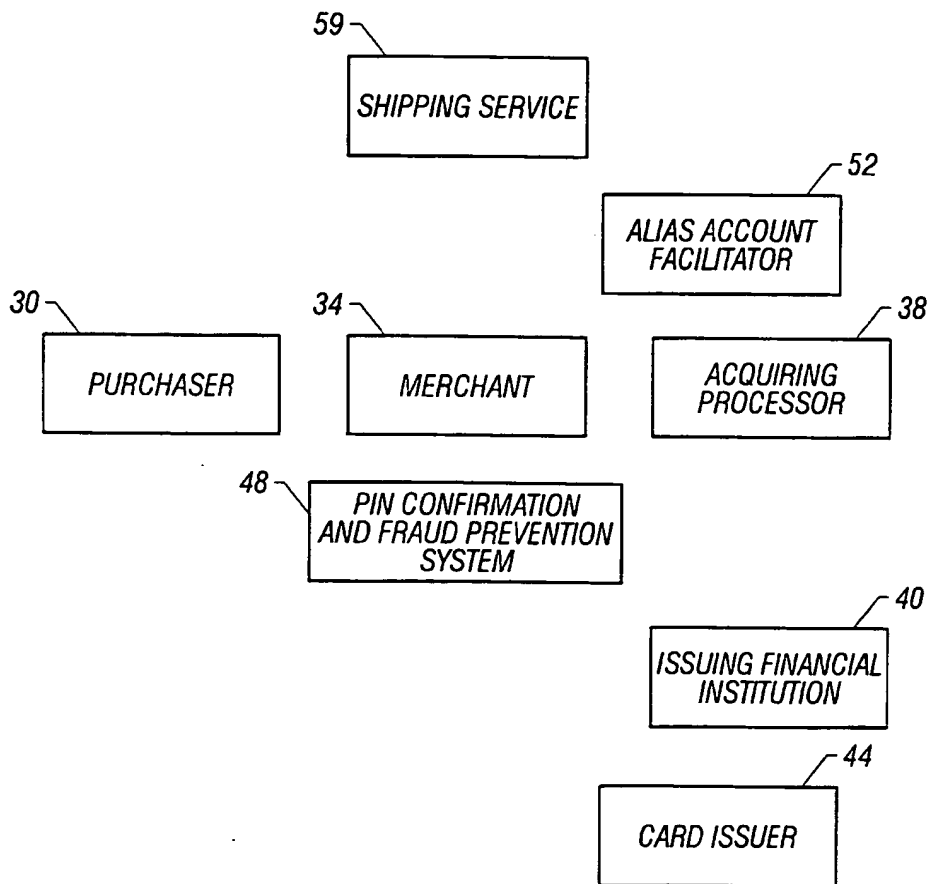 59
SHIPPING SERVICE
52
ALIAS ACCOUNT
FACILITATOR
30
34
38
PURCHASER
MERCHANT
ACQUIRING
PROCESSOR
48
PIN CONFIRMATION
AND FRAUD PREVENTION
SYSTEM
40
ISSUING FINANCIAL
INSTITUTION
44
CARD ISSUER